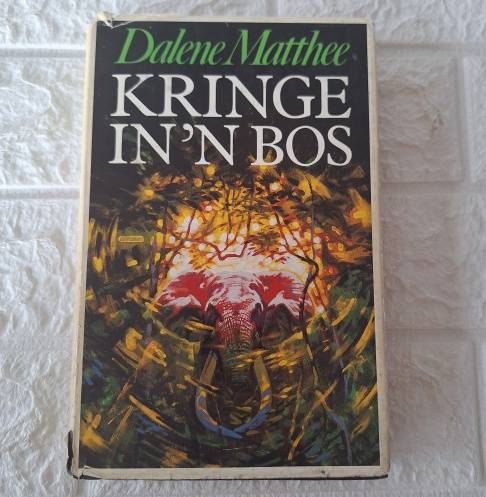 Dalene Matthee
KRINGE
IN 'N BOS